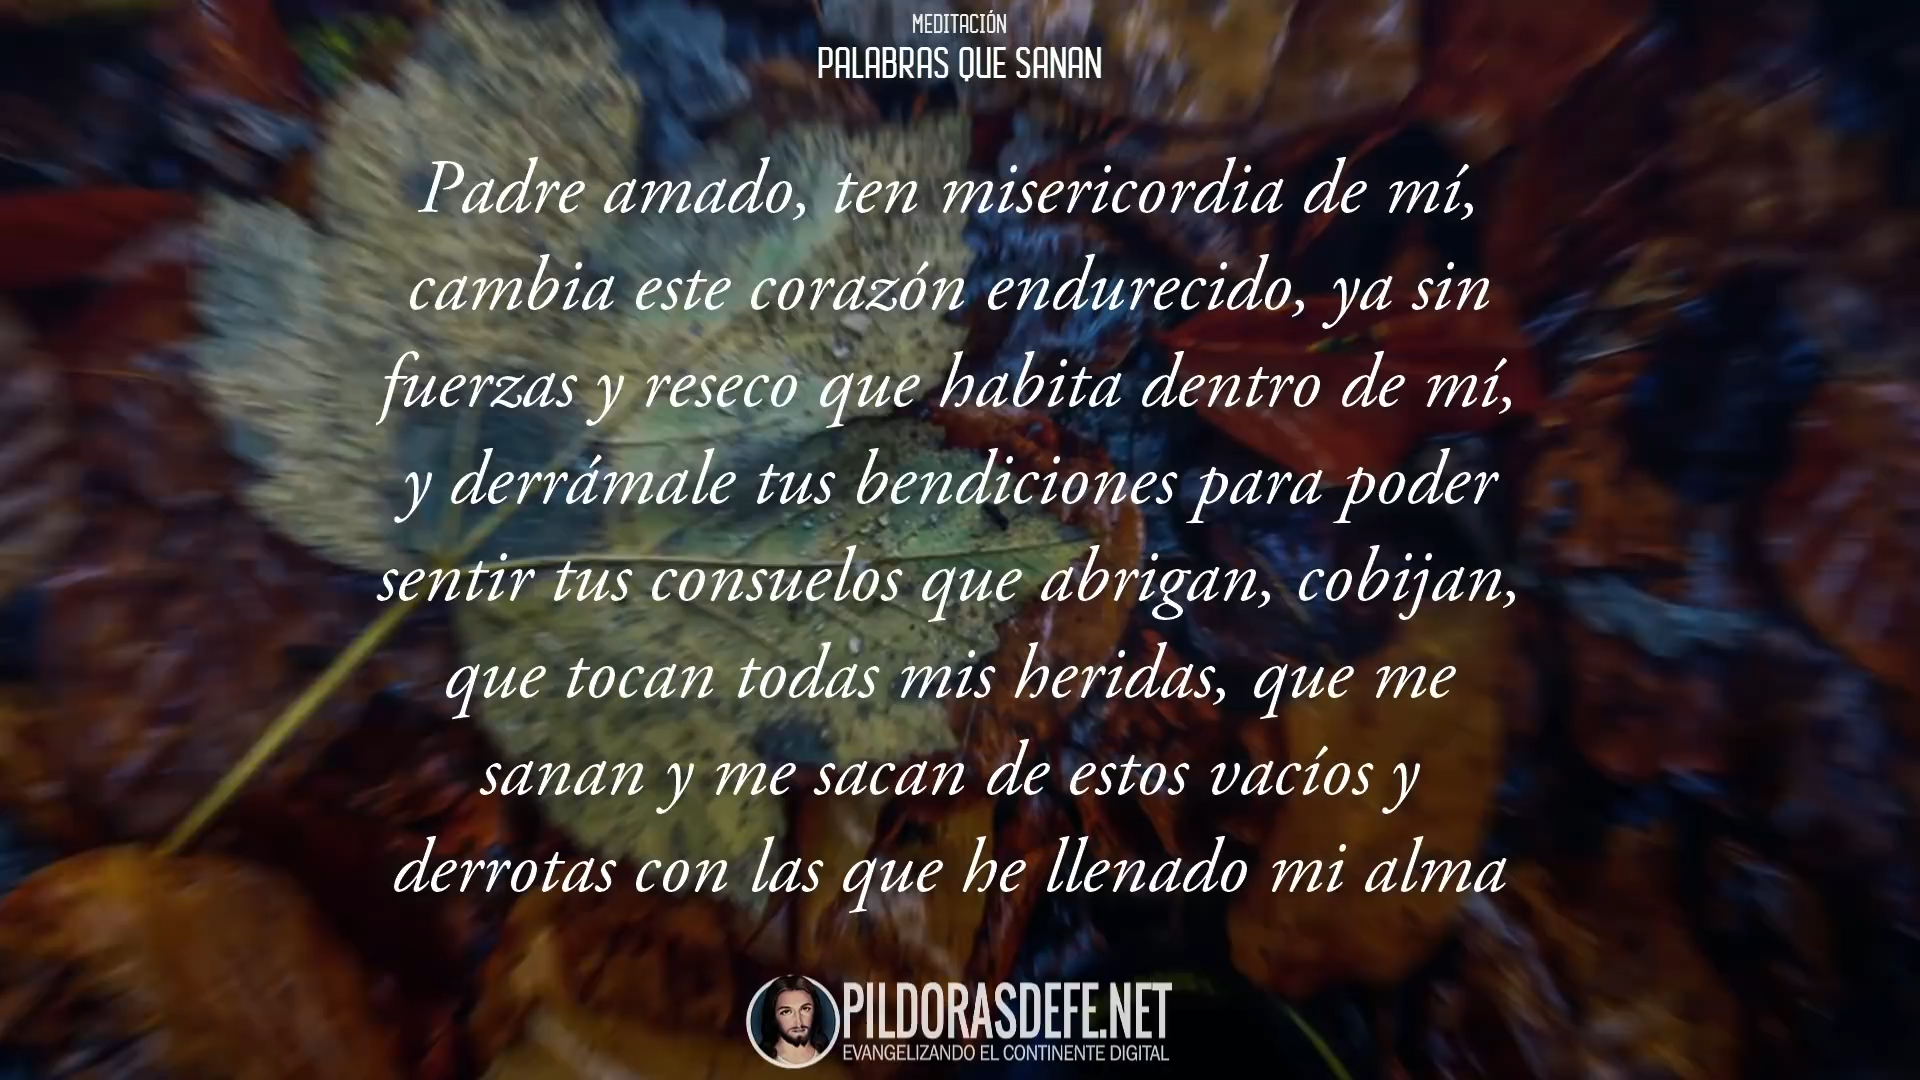 MEDITACIÓN
PALABRAS QUE SANAN
Padre amado, ten misericordia de mí,
cambia este corazón endurecido, ya sin
fuerzas y reseco que habita dentro de mí,
y derrámale tus bendiciones para poder
sentir tus consuelos que abrigan, cobijan,
que tocan todas mis heridas, que me
sanan y me sacan de estos vacíos y
derrotas con las que he llenado mi alma
PILDORASDEFE.NET
EVANGELIZANDO EL CONTINENTE DIGITAL